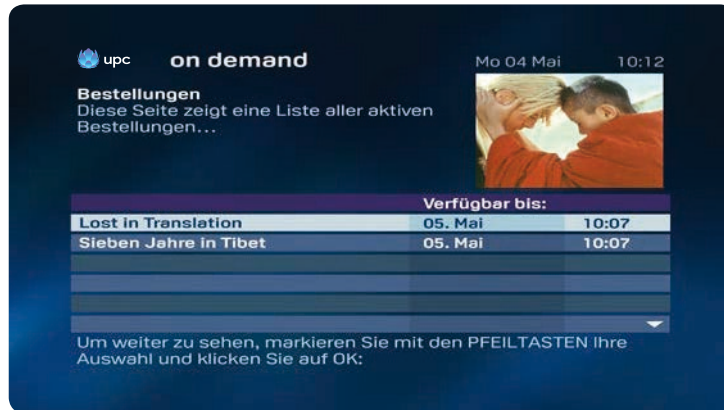 upc on demand Mo 04 Mai 10:12
Bestellungen
Diese Seite zeigt eine Liste aller aktiven
Bestellungen...
Verfügbar bis:
Lost in Translation 05. Mai 10:07
Sieben Jahre in Tibet 05. Mai 10:07
Um weiter zu sehen, markieren Sie mit den PFEILTASTEN Ihre
Auswahl und klicken Sie auf OK: